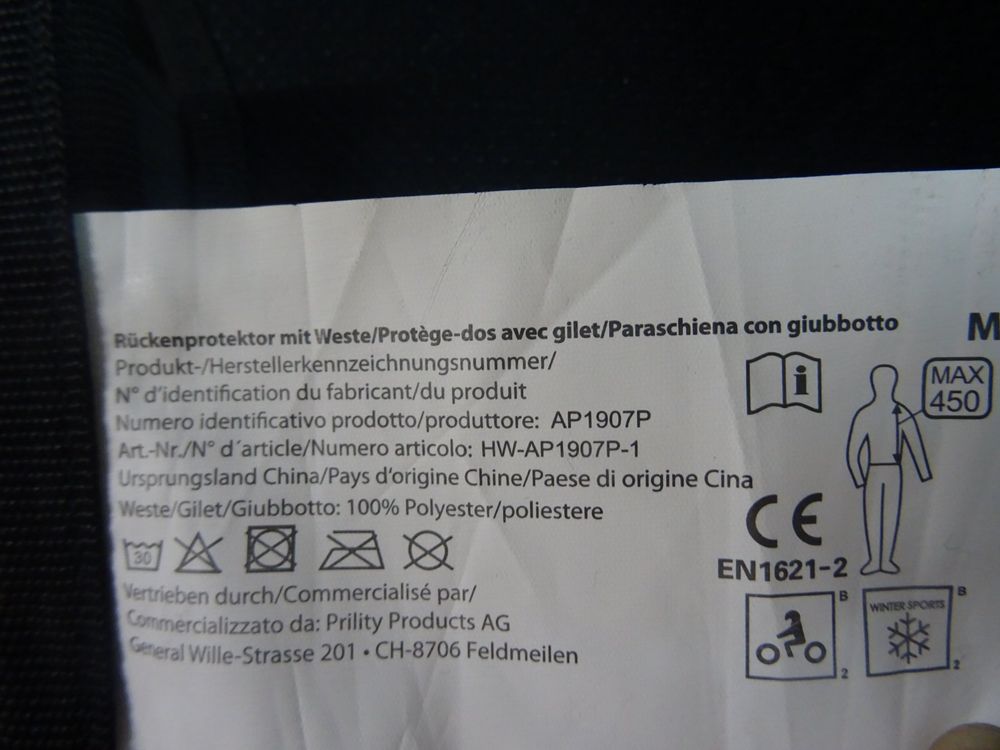 Rückenprotektor mit Weste/Protège-dos avec gilet/Paraschiena con giubbotto
M
Produkt-/Herstellerkennzeichnungsnummer/
N° d'identification du fabricant/du produit
Numero identificativo prodotto/produttore: AP1907P
Art.-Nr./N° d´article/Numero articolo: HW-AP1907P-1
Ursprungsland China/Pays d'origine Chine/Paese di origine Cina
Weste/Gilet/Giubbotto: 100% Polyester/poliestere
30
Vertrieben durch/Commercialisé par/
Commercializzato da: Prility Products AG
General Wille-Strasse 201 • CH-8706 Feldmeilen
i
MAX
450
CE
EN1621-2
B
2
WINTER SPORTS
B
2